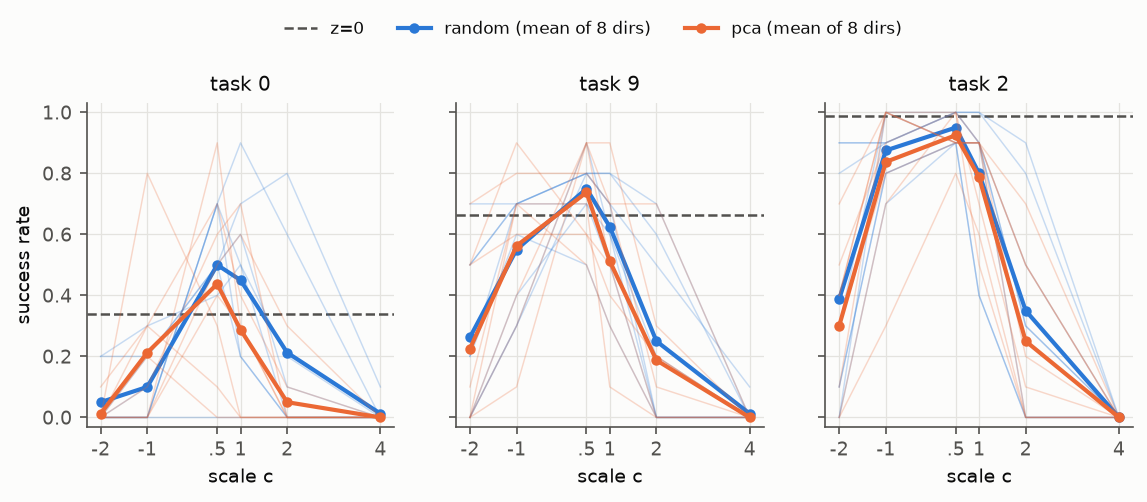 z=0 random (mean of 8 dirs) pca (mean of 8 dirs)
task 0 task 9 task 2
success rate
1.0
0.8
0.6
0.4
0.2
0.0
-2 -1 .5 1 2 4 -2 -1 .5 1 2 4 -2 -1 .5 1 2 4
scale c scale c scale c